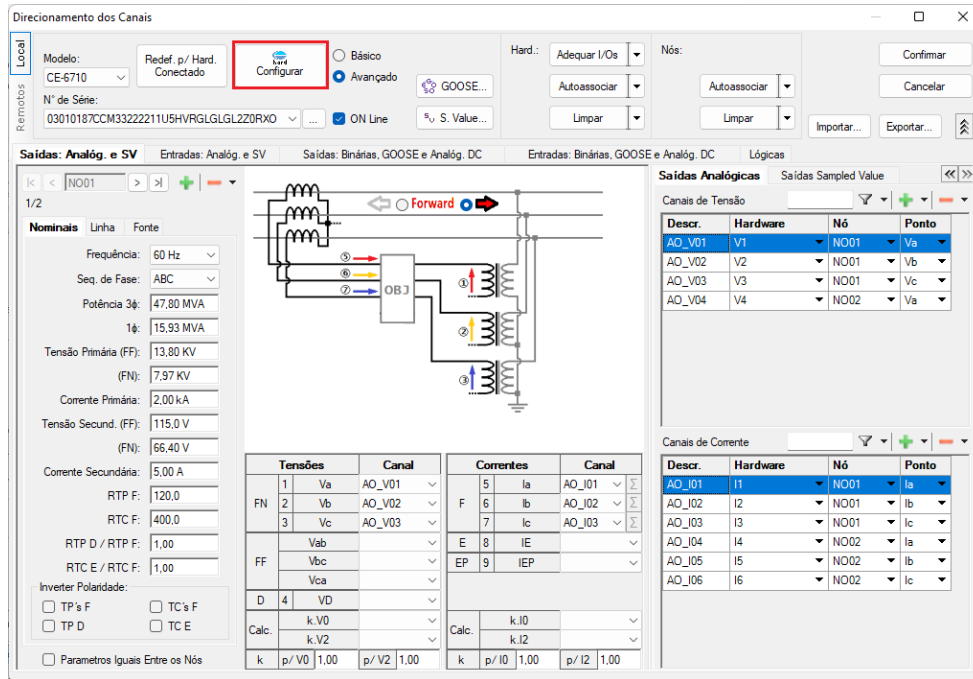 Direcionamento dos Canais
Local
Remotos
Modelo:
CE-6710
Redef. p/ Hard. Conectado
hard
Configurar
Básico
Avançado
GOOSE...
Hard.:
Adequar I/Os
Nós:
Confirmar
Autoassociar
Autoassociar
Cancelar
N° de Série:
03010187CCM33222211U5HVRGLGLGL2Z0RXO
...
ON Line
S. Value...
Limpar
Limpar
Importar...
Exportar...
Saídas: Analóg. e SV
Entradas: Analóg. e SV
Saídas: Binárias, GOOSE e Analóg. DC
Entradas: Binárias, GOOSE e Analóg. DC
Lógicas
NO01
1/2
Nominais
Linha
Fonte
Frequência:
60 Hz
Seq. de Fase:
ABC
Potência 3ϕ:
47,80 MVA
1ϕ:
15,93 MVA
Tensão Primária (FF):
13,80 KV
(FN):
7,97 KV
Corrente Primária:
2,00 kA
Tensão Secund. (FF):
115,0 V
(FN):
66,40 V
Corrente Secundária:
5,00 A
RTP F:
120,0
RTC F:
400,0
RTP D / RTP F:
1,00
RTC E / RTC F:
1,00
Inverter Polaridade:
TP's F
TC's F
TP D
TC E
Parametros Iguais Entre os Nós
Forward
⑤
⑥
⑦
OBJ
①
②
③
Tensões Canal
FN
1 Va AO_V01
2 Vb AO_V02
3 Vc AO_V03
FF
Vab
Vbc
Vca
D 4 VD
Calc.
k.V0
k.V2
k p/ V0 1,00 p/ V2 1,00
Correntes Canal
F
5 Ia AO_I01 Σ
6 Ib AO_I02 Σ
7 Ic AO_I03 Σ
E 8 IE
EP 9 IEP
Calc.
k.I0
k.I2
k p/ I0 1,00 p/ I2 1,00
Saídas Analógicas
Saídas Sampled Value
Canais de Tensão
Descr. Hardware Nó Ponto
AO_V01 V1 NO01 Va
AO_V02 V2 NO01 Vb
AO_V03 V3 NO01 Vc
AO_V04 V4 NO02 Va
Canais de Corrente
Descr. Hardware Nó Ponto
AO_I01 I1 NO01 Ia
AO_I02 I2 NO01 Ib
AO_I03 I3 NO01 Ic
AO_I04 I4 NO02 Ia
AO_I05 I5 NO02 Ib
AO_I06 I6 NO02 Ic